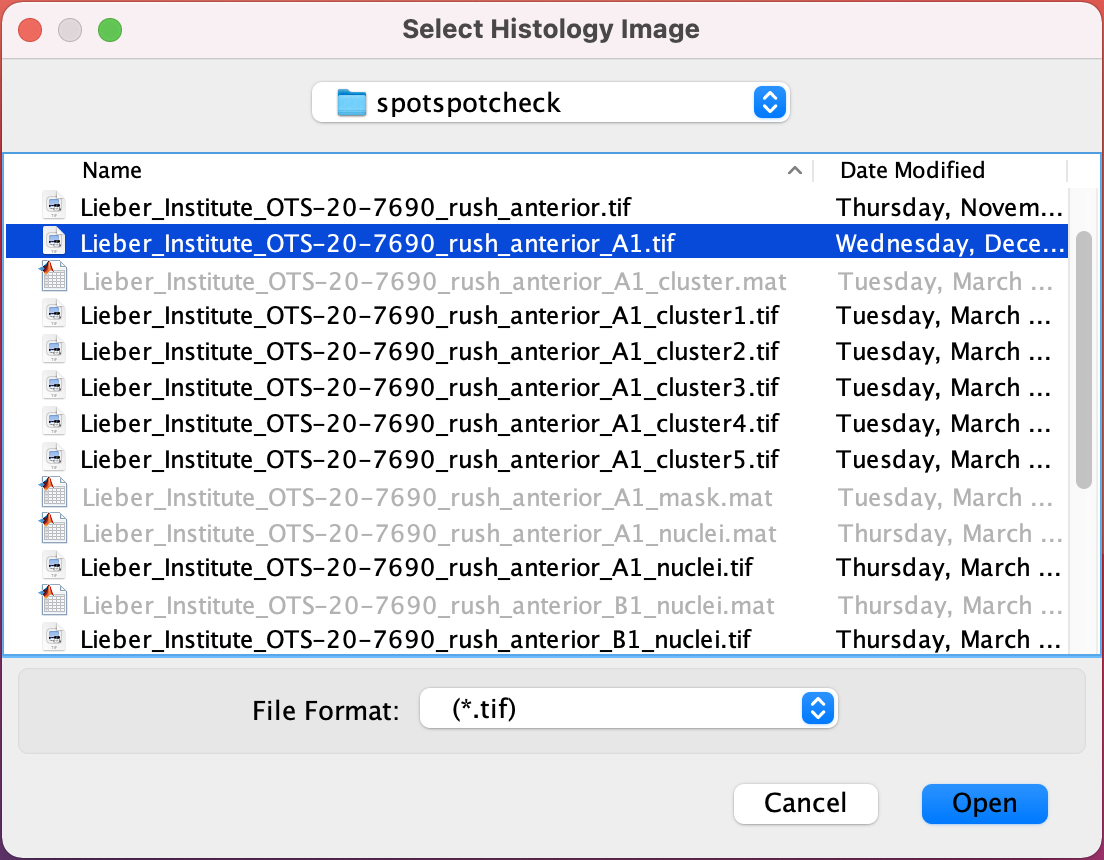 Select Histology Image
spotspotcheck
Name Date Modified
Lieber_Institute_OTS-20-7690_rush_anterior.tif Thursday, Novem...
Lieber_Institute_OTS-20-7690_rush_anterior_A1.tif Wednesday, Dece...
Lieber_Institute_OTS-20-7690_rush_anterior_A1_cluster.mat Tuesday, March ...
Lieber_Institute_OTS-20-7690_rush_anterior_A1_cluster1.tif Tuesday, March ...
Lieber_Institute_OTS-20-7690_rush_anterior_A1_cluster2.tif Tuesday, March ...
Lieber_Institute_OTS-20-7690_rush_anterior_A1_cluster3.tif Tuesday, March ...
Lieber_Institute_OTS-20-7690_rush_anterior_A1_cluster4.tif Tuesday, March ...
Lieber_Institute_OTS-20-7690_rush_anterior_A1_cluster5.tif Tuesday, March ...
Lieber_Institute_OTS-20-7690_rush_anterior_A1_mask.mat Tuesday, March ...
Lieber_Institute_OTS-20-7690_rush_anterior_A1_nuclei.mat Thursday, March ...
Lieber_Institute_OTS-20-7690_rush_anterior_A1_nuclei.tif Thursday, March ...
Lieber_Institute_OTS-20-7690_rush_anterior_B1_nuclei.mat Thursday, March ...
Lieber_Institute_OTS-20-7690_rush_anterior_B1_nuclei.tif Thursday, March ...
File Format: (*.tif)
Cancel Open